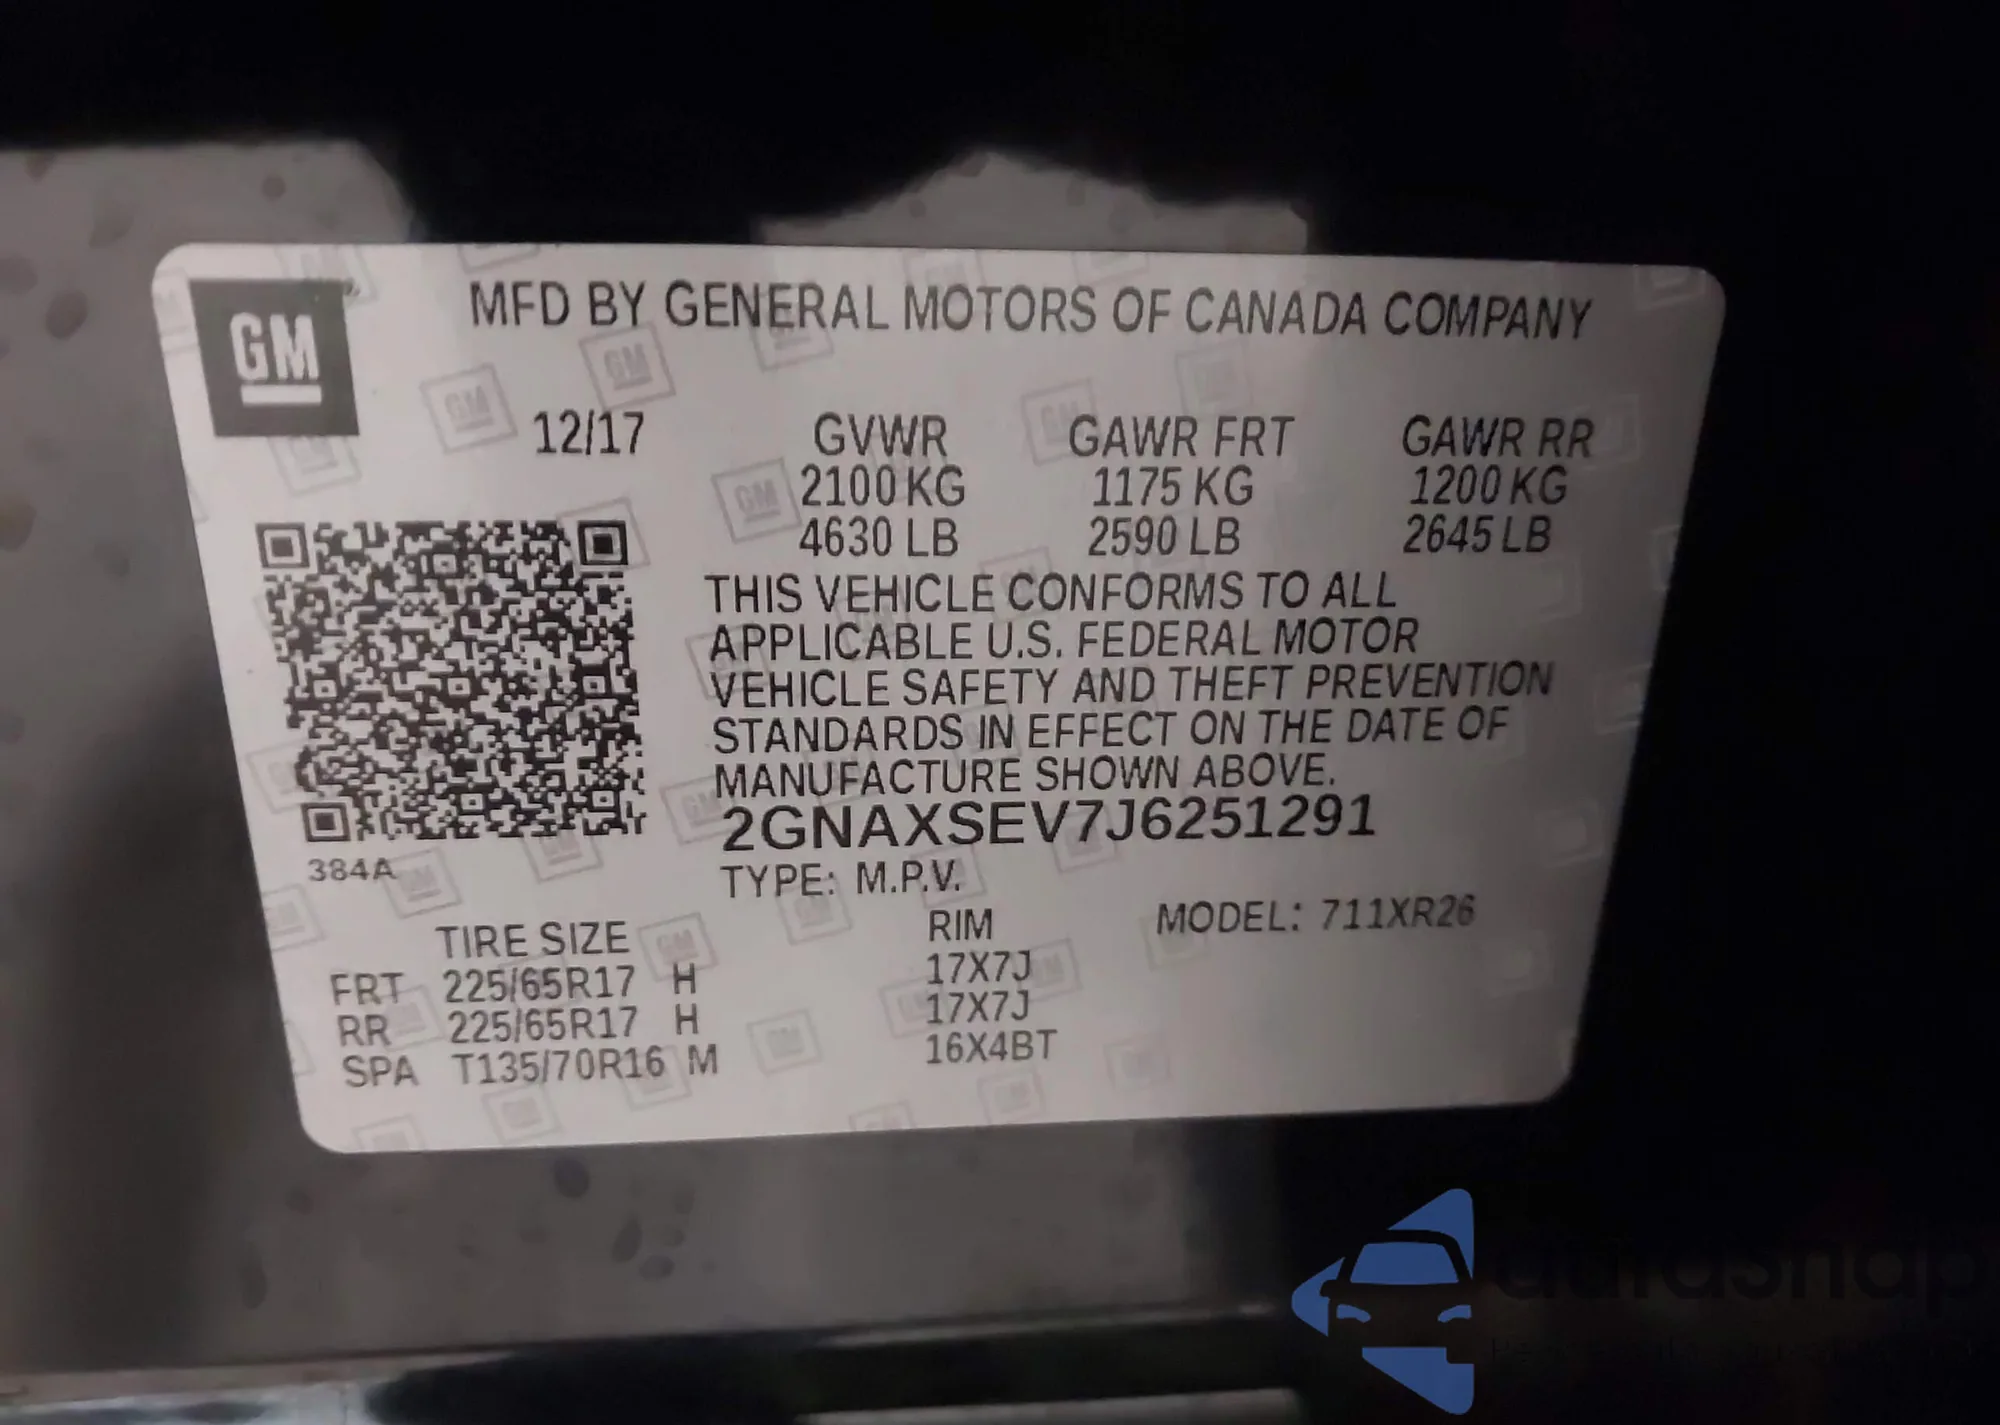 GM
MFD BY GENERAL MOTORS OF CANADA COMPANY
12/17 GVWR GAWR FRT GAWR RR
2100 KG 1175 KG 1200 KG
4630 LB 2590 LB 2645 LB
THIS VEHICLE CONFORMS TO ALL
APPLICABLE U.S. FEDERAL MOTOR
VEHICLE SAFETY AND THEFT PREVENTION
STANDARDS IN EFFECT ON THE DATE OF
MANUFACTURE SHOWN ABOVE.
2GNAXSEV7J6251291
384A
TYPE: M.P.V.
TIRE SIZE RIM MODEL: 711XR26
FRT 225/65R17 H 17X7J
RR 225/65R17 H 17X7J
SPA T135/70R16 M 16X4BT